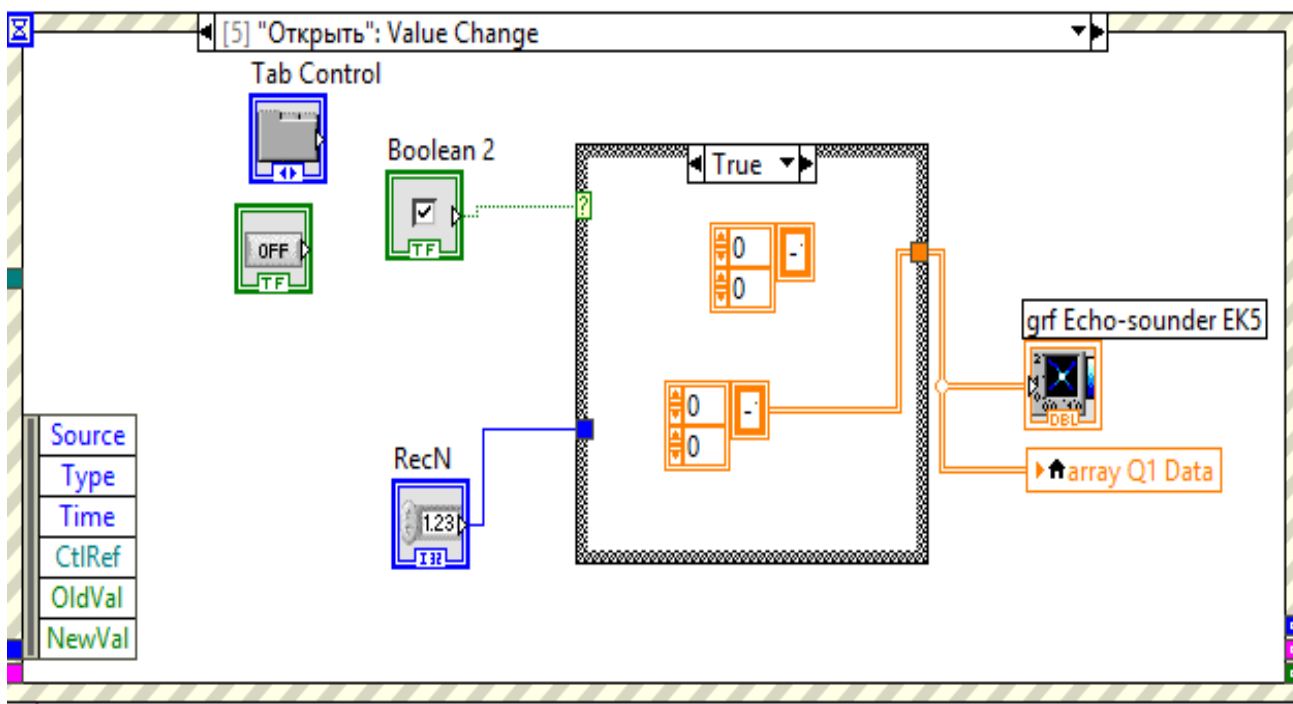 [5] "Открыть": Value Change
Tab Control
Boolean 2
True
TF
OFF
TF
?
0
0
grf Echo-sounder EK5
DBL
0
0
Source
Type
Time
CtlRef
OldVal
NewVal
RecN
1.23
I32
array Q1 Data